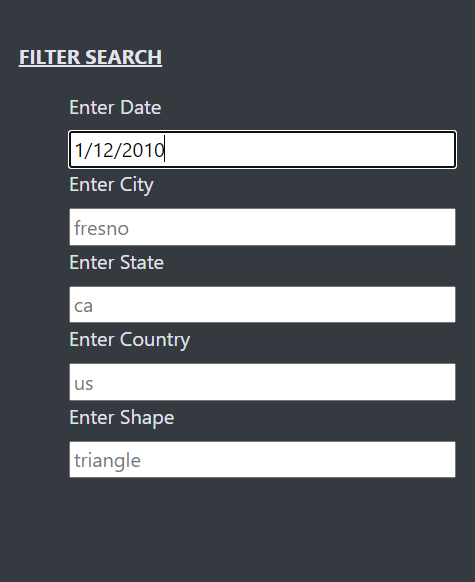 FILTER SEARCH
Enter Date
1/12/2010
Enter City
fresno
Enter State
ca
Enter Country
us
Enter Shape
triangle